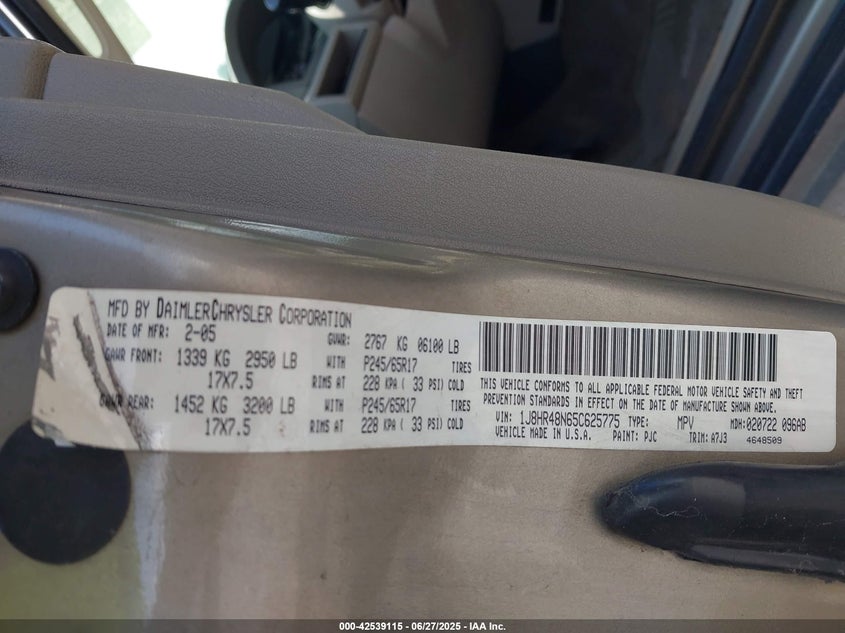 MFD BY DAIMLERCHRYSLER CORPORATION
DATE OF MFR: 2-05 GVWR: 2767 KG 06100 LB
GAWR FRONT: 1339 KG 2950 LB WITH P245/65R17 TIRES
17X7.5 RIMS AT 228 KPA ( 33 PSI) COLD
GAWR REAR: 1452 KG 3200 LB WITH P245/65R17 TIRES
17X7.5 RIMS AT 228 KPA ( 33 PSI) COLD
THIS VEHICLE CONFORMS TO ALL APPLICABLE FEDERAL MOTOR VEHICLE SAFETY AND THEFT
PREVENTION STANDARDS IN EFFECT ON THE DATE OF MANUFACTURE SHOWN ABOVE.
VIN: 1J8HR48N65C625775 TYPE: MPV MDH: 020722 096AB
VEHICLE MADE IN U.S.A. PAINT: PJC TRIM: A7J3 4648509
000-42539115 - 06/27/2025 - IAA Inc.